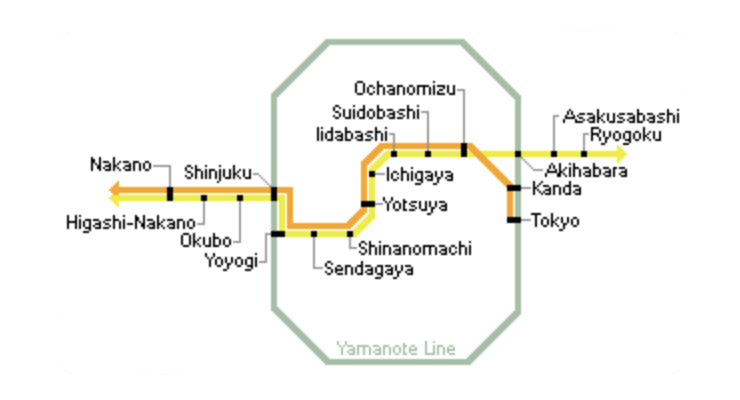 Ochanomizu
Suidobashi
Iidabashi
Asakusabashi
Ryogoku
Nakano
Shinjuku
Ichigaya
Akihabara
Kanda
Yotsuya
Higashi-Nakano
Tokyo
Okubo
Yoyogi
Shinanomachi
Sendagaya
Yamanote Line